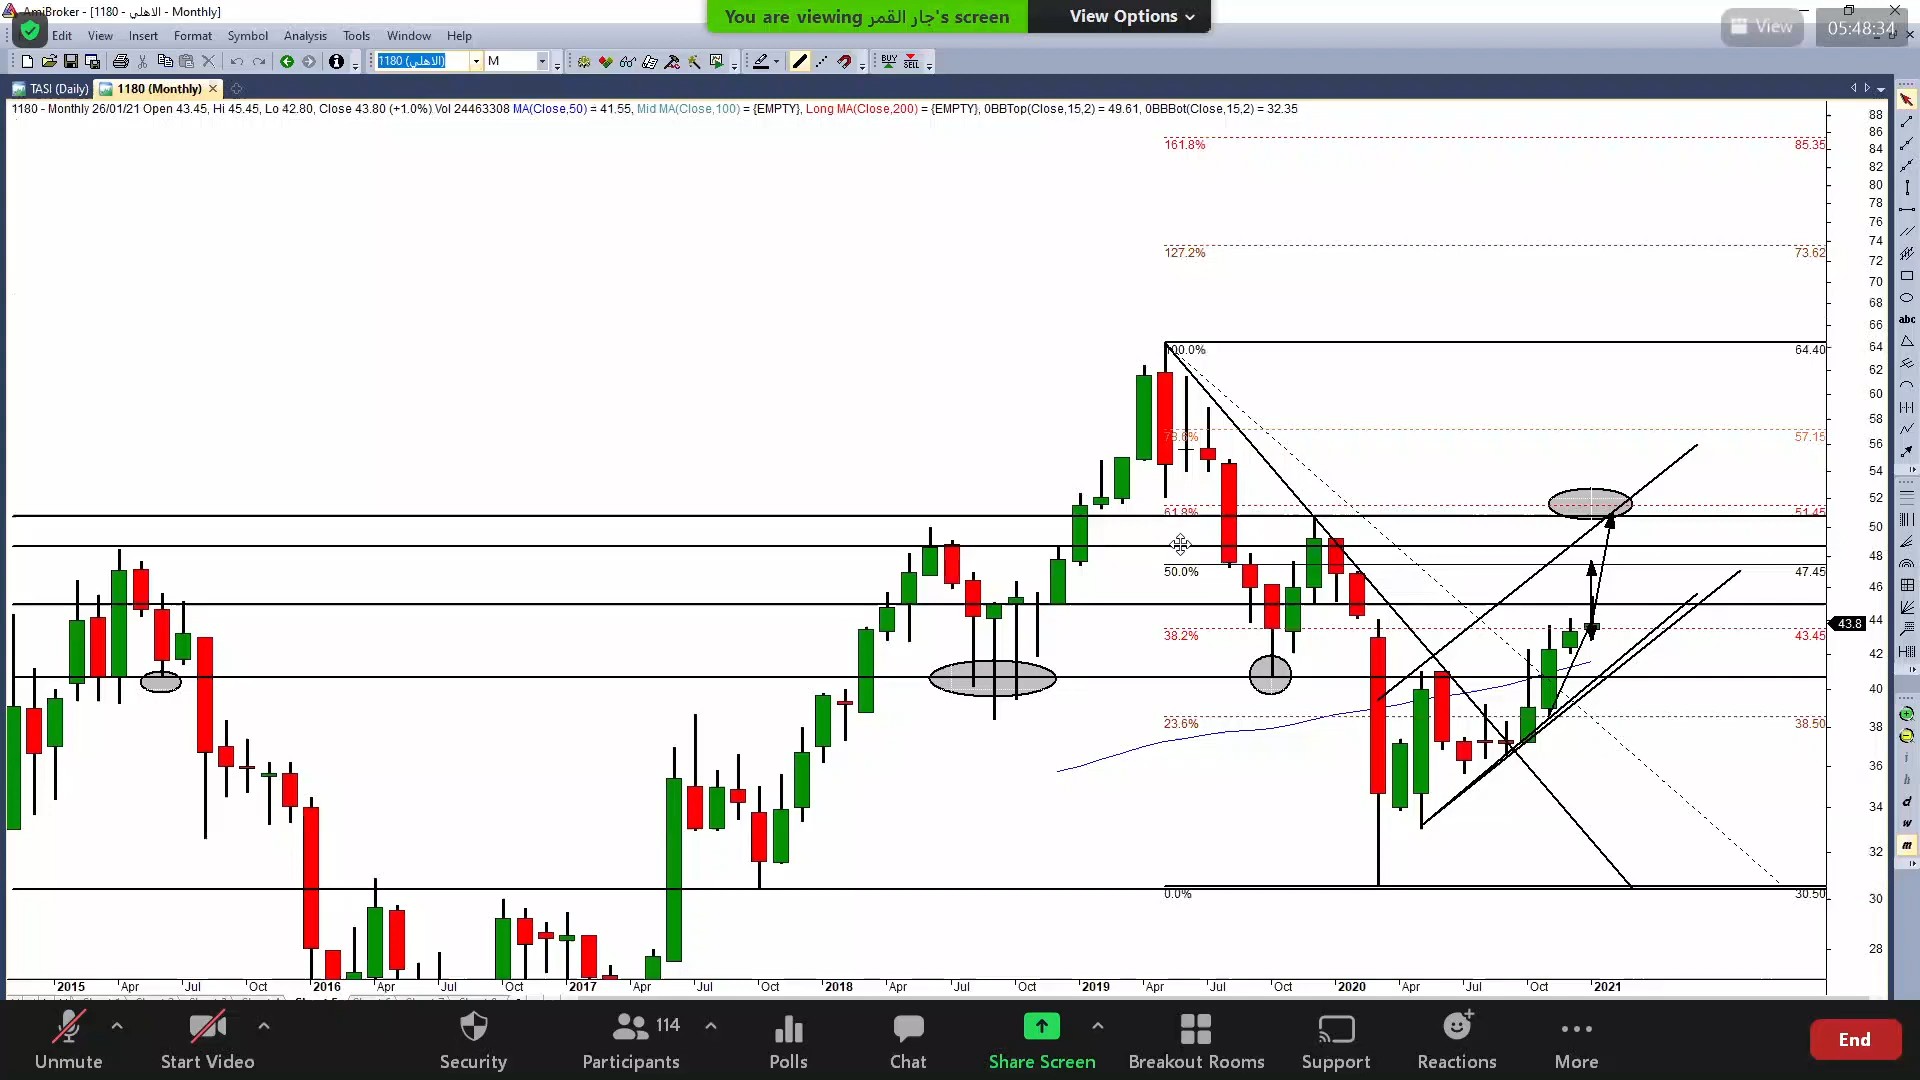 AmiBroker - [1180 - الاهلي - Monthly]
You are viewing جار القمر's screen
View Options
View
05:48:34
Edit View Insert Format Symbol Analysis Tools Window Help
1180 (الاهلي) M
BUY SELL
TASI (Daily) 1180 (Monthly)
1180 - Monthly 26/01/21 Open 43.45, Hi 45.45, Lo 42.80, Close 43.80 (+1.0%) Vol 24463308 MA(Close,50) = 41.55, Mid MA(Close,100) = {EMPTY}, Long MA(Close,200) = {EMPTY}, 0BBTop(Close,15,2) = 49.61, 0BBBot(Close,15,2) = 32.35
161.8% 85.35
127.2% 73.62
100.0% 64.40
78.6% 57.15
61.8% 51.45
50.0% 47.45
38.2% 43.45
23.6% 38.50
0.0% 30.50
88
86
84
82
80
78
76
74
72
70
68
66
64
62
60
58
56
54
52
50
48
46
44
43.8
42
40
38
36
34
32
30
28
abc
i
h
d
w
m
2015 Apr Jul Oct 2016 Apr Jul Oct 2017 Apr Jul Oct 2018 Apr Jul Oct 2019 Apr Jul Oct 2020 Apr Jul Oct 2021
Unmute Start Video Security Participants 114 Polls Chat Share Screen Breakout Rooms Support Reactions More End